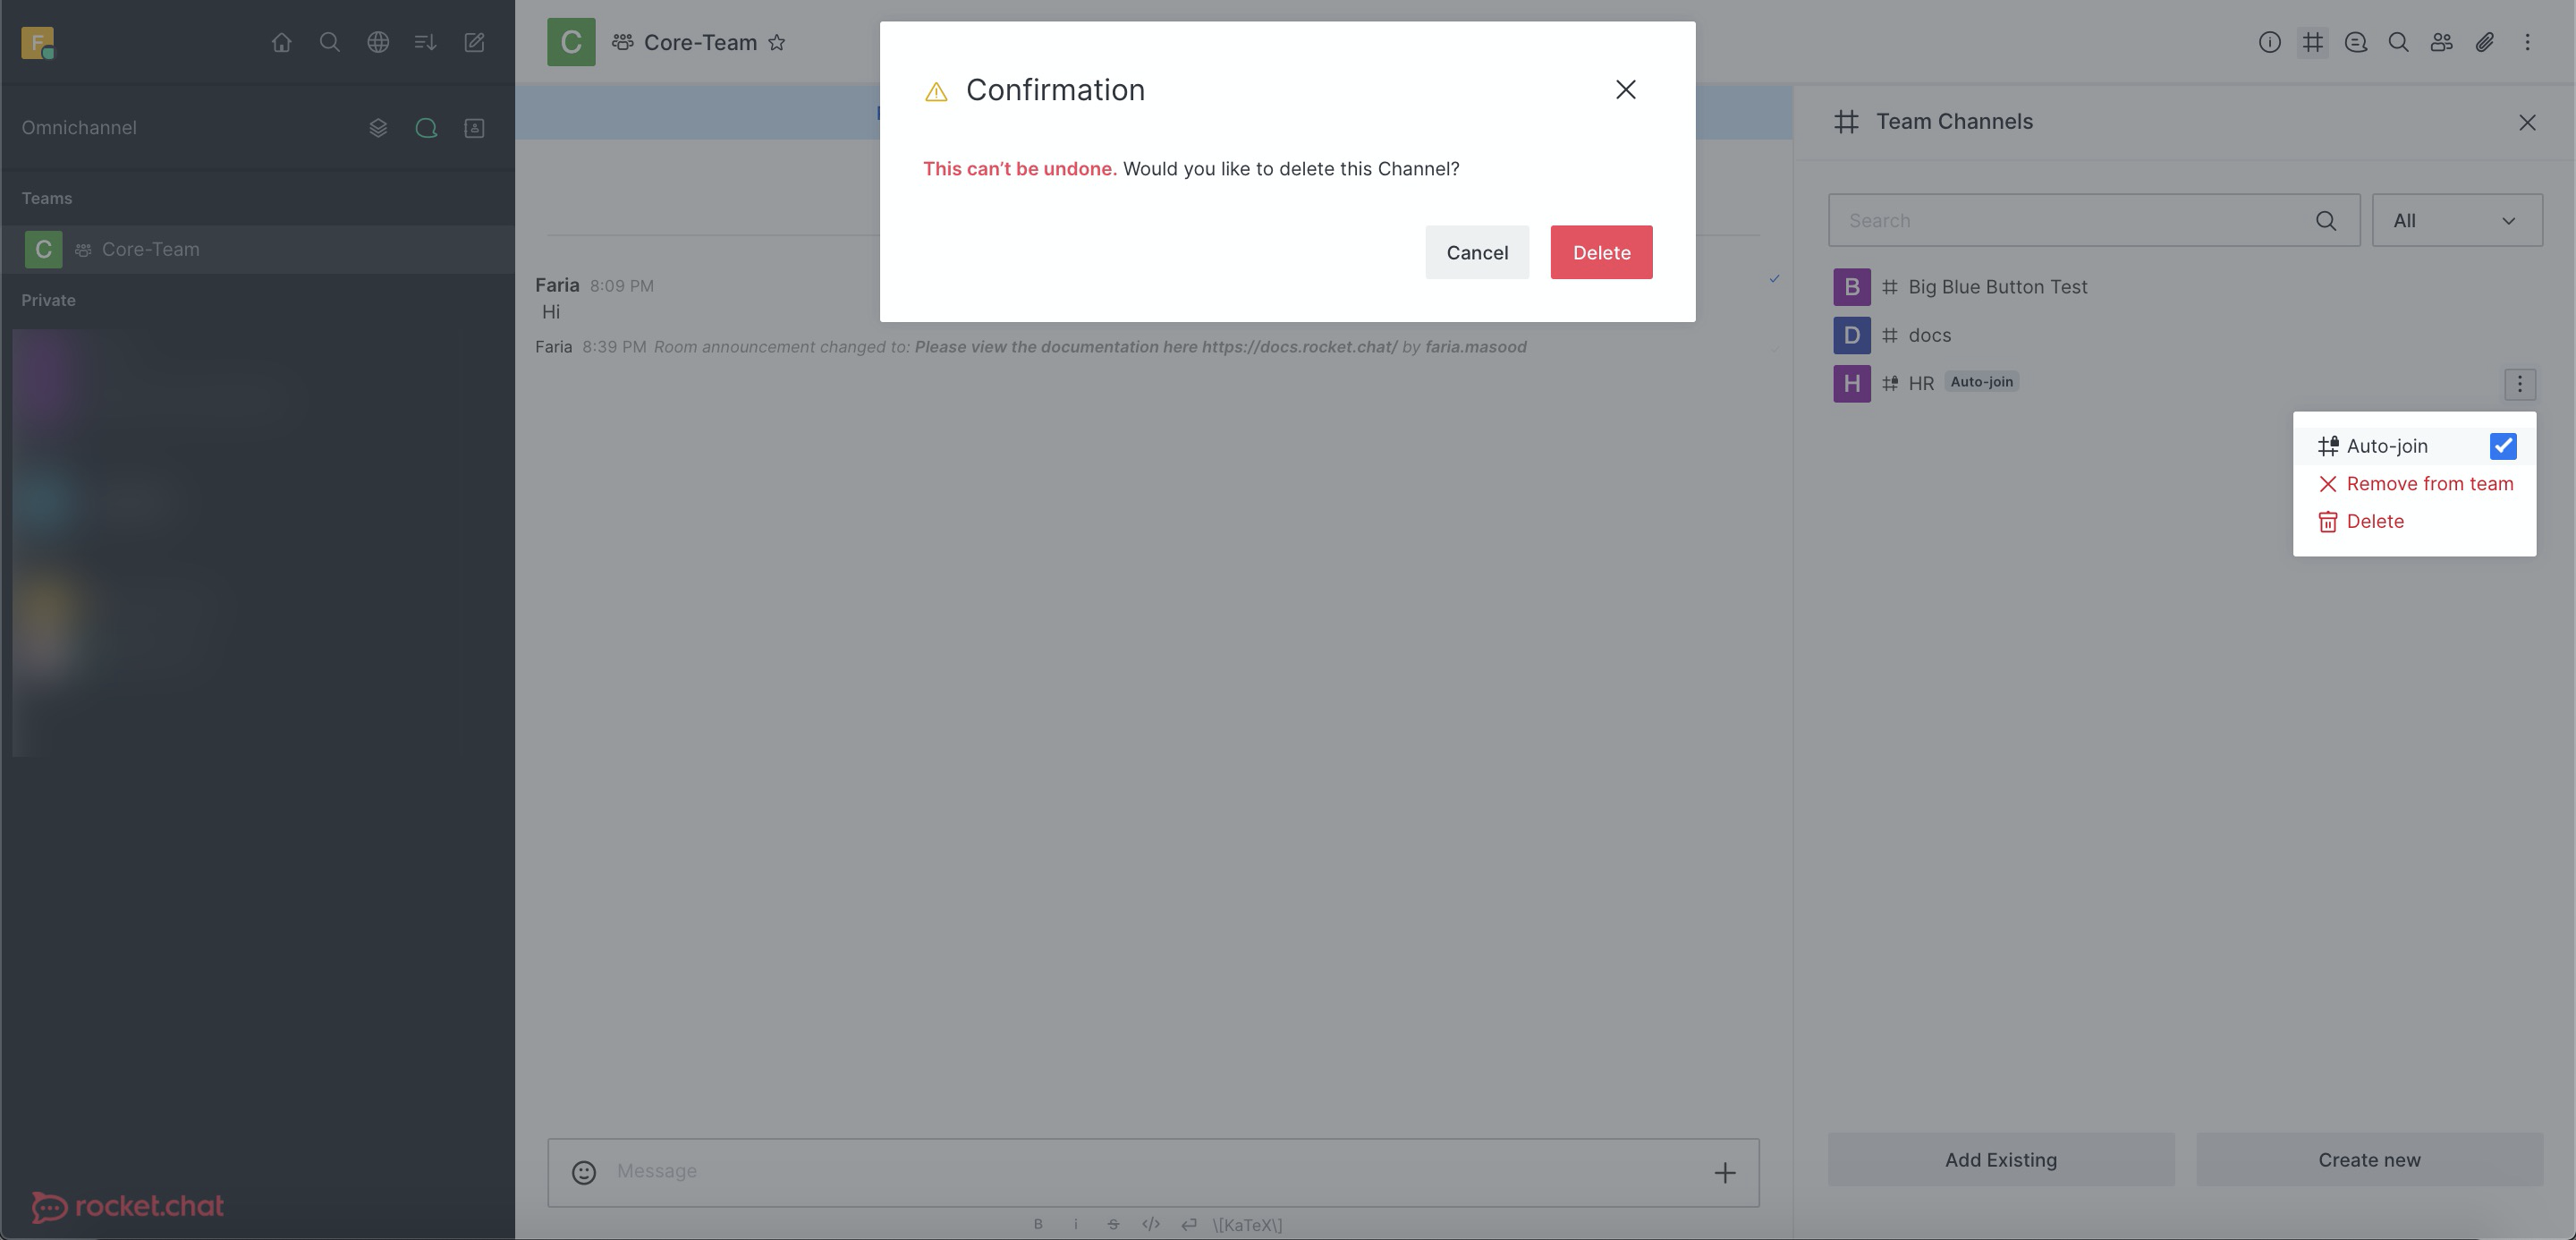 F
Omnichannel
Teams
C Core-Team
Private
rocket.chat
C Core-Team
Confirmation
This can't be undone. Would you like to delete this Channel?
Cancel Delete
Faria 8:09 PM
Hi
Faria 8:39 PM Room announcement changed to: Please view the documentation here https://docs.rocket.chat/ by faria.masood
Message
B i S </> \[KaTeX\]
Team Channels
Search All
B Big Blue Button Test
D docs
H HR Auto-join
Auto-join
Remove from team
Delete
Add Existing Create new